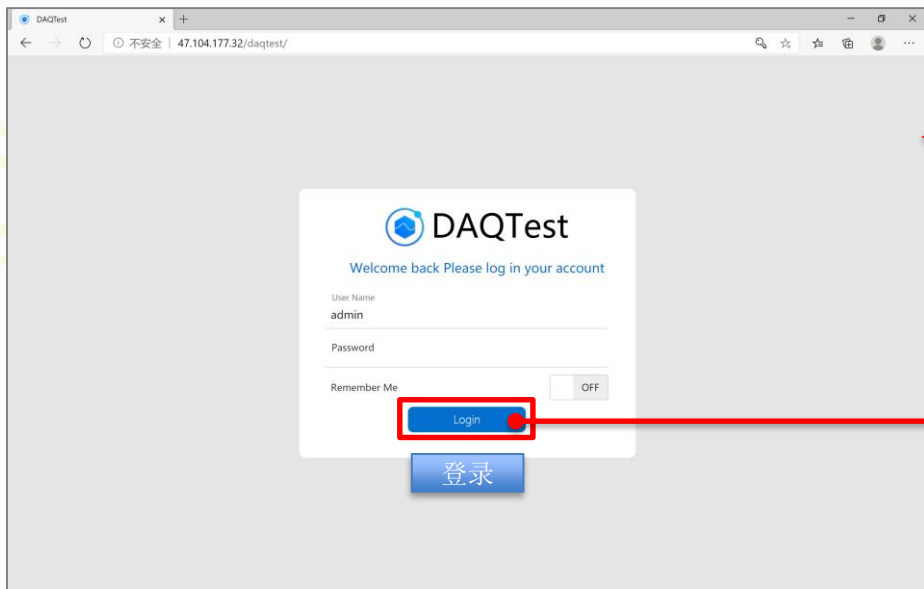 DAQTest
不安全 | 47.104.177.32/daqtest/
DAQTest
Welcome back Please log in your account
User Name
admin
Password
Remember Me
OFF
Login
登录